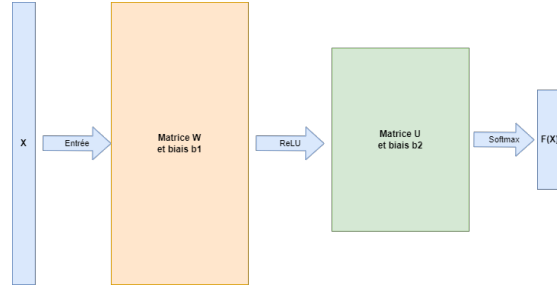 X
Entrée
Matrice W
et biais b1
ReLU
Matrice U
et biais b2
Softmax
F(X)